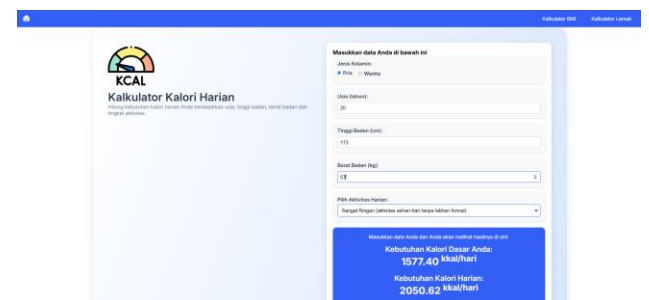 Kalkulator BMI Kalkulator Lemak
KCAL
Kalkulator Kalori Harian
Hitung kebutuhan kalori harian Anda berdasarkan usia, tinggi badan, berat badan dan
tingkat aktivitas.
Masukkan data Anda di bawah ini
Jenis Kelamin:
Pria Wanita
Usia (tahun):
20
Tinggi Badan (cm):
173
Berat Badan (kg):
Pilih Aktivitas Harian:
Sangat Ringan (aktivitas sehari-hari tanpa latihan formal)
Masukkan data Anda dan Anda akan melihat hasilnya di sini.
Kebutuhan Kalori Dasar Anda:
1577.40 kkal/hari
Kebutuhan Kalori Harian:
2050.62 kkal/hari